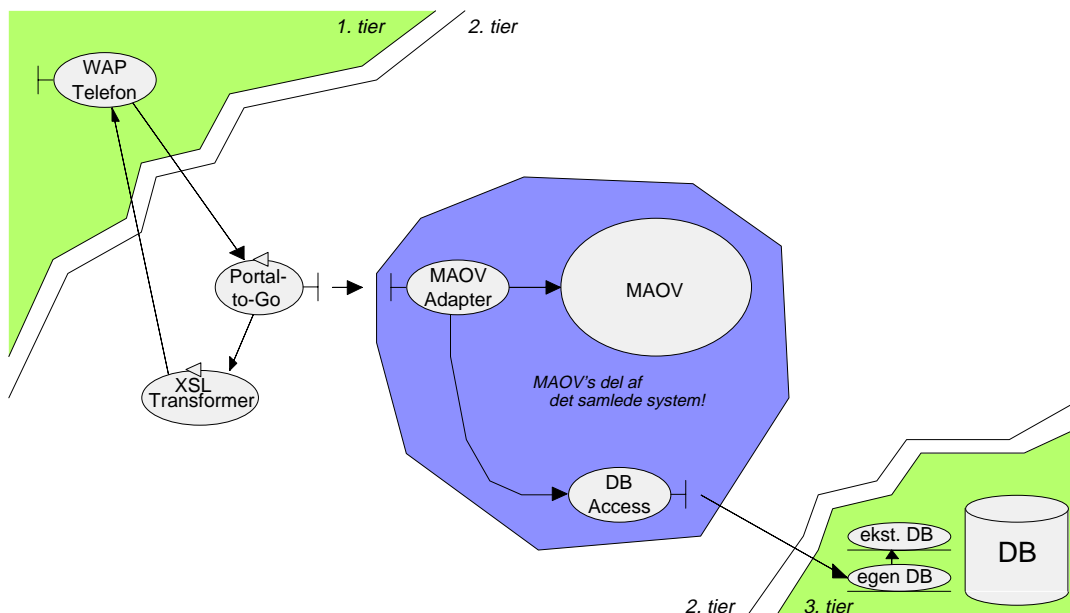 1. tier
2. tier
WAP
Telefon
Portal-
to-Go
MAOV
Adapter
MAOV
XSL
Transformer
MAOV's del af
det samlede system!
DB
Access
ekst. DB
DB
egen DB
2. tier
3. tier